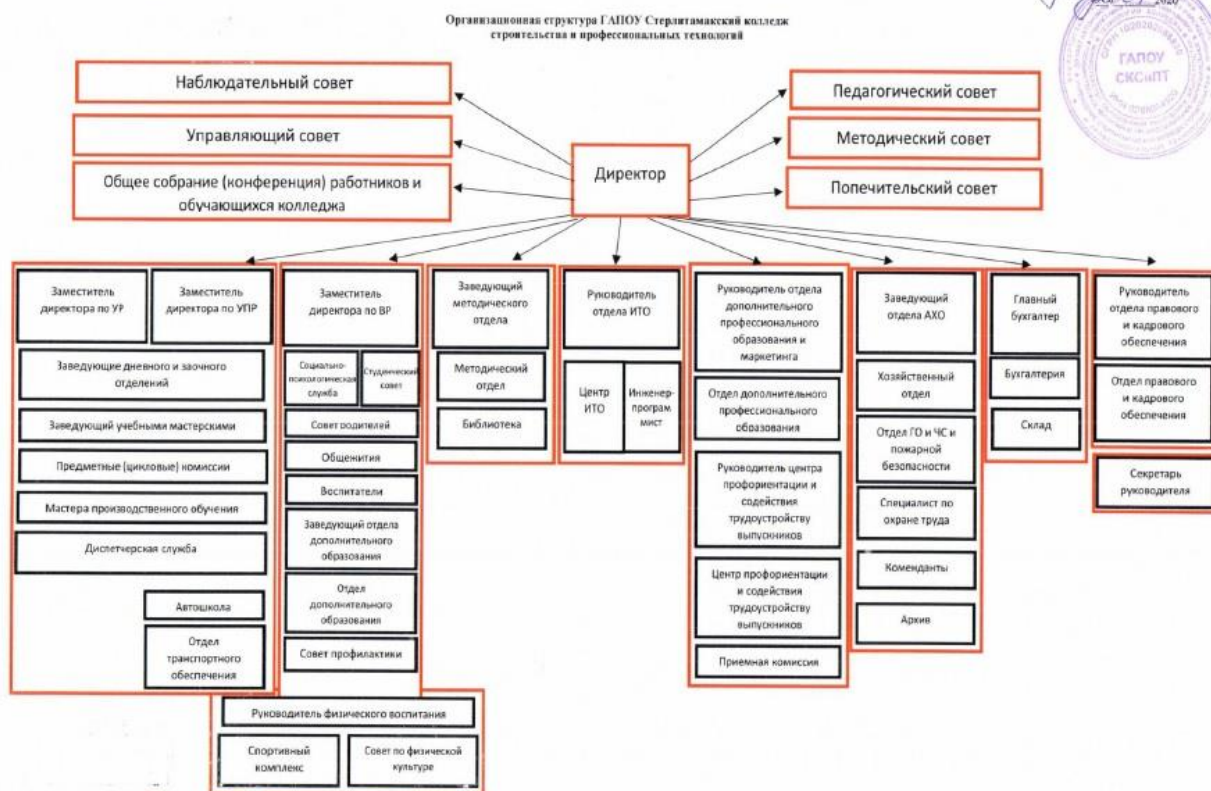 2020
Организационная структура ГАПОУ Стерлитамакский колледж
строительства и профессиональных технологий
ГАПОУ
СКСиПТ
Наблюдательный совет
Управляющий совет
Общее собрание (конференция) работников и
обучающихся колледжа
Директор
Педагогический совет
Методический совет
Попечительский совет
Заместитель
директора по УР
Заместитель
директора по УПР
Заведующие дневного и заочного
отделений
Заведующий учебными мастерскими
Предметные (цикловые) комиссии
Мастера производственного обучения
Диспетчерская служба
Автошкола
Отдел
транспортного
обеспечения
Заместитель
директора по ВР
Социально-
психологическая
служба
Студенческий
совет
Совет родителей
Общежития
Воспитатели
Заведующий отдела
дополнительного
образования
Отдел
дополнительного
образования
Совет профилактики
Руководитель физического воспитания
Спортивный
комплекс
Совет по физической
культуре
Заведующий
методического
отдела
Методический
отдел
Библиотека
Руководитель
отдела ИТО
Центр
ИТО
Инженер-
програм
мист
Руководитель отдела
дополнительного
профессионального
образования и
маркетинга
Отдел дополнительного
профессионального
образования
Руководитель центра
профориентации и
содействия
трудоустройству
выпускников
Центр профориентации
и содействия
трудоустройству
выпускников
Приемная комиссия
Заведующий
отдела АХО
Хозяйственный
отдел
Отдел ГО и ЧС и
пожарной
безопасности
Специалист по
охране труда
Коменданты
Архив
Главный
бухгалтер
Бухгалтерия
Склад
Руководитель
отдела правового
и кадрового
обеспечения
Отдел правового
и кадрового
обеспечения
Секретарь
руководителя